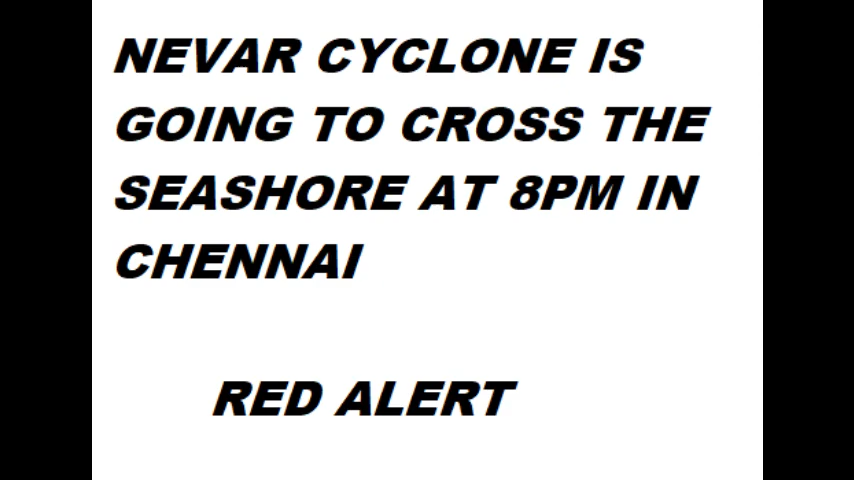 NEVAR CYCLONE IS
GOING TO CROSS THE
SEASHORE AT 8PM IN
CHENNAI
RED ALERT